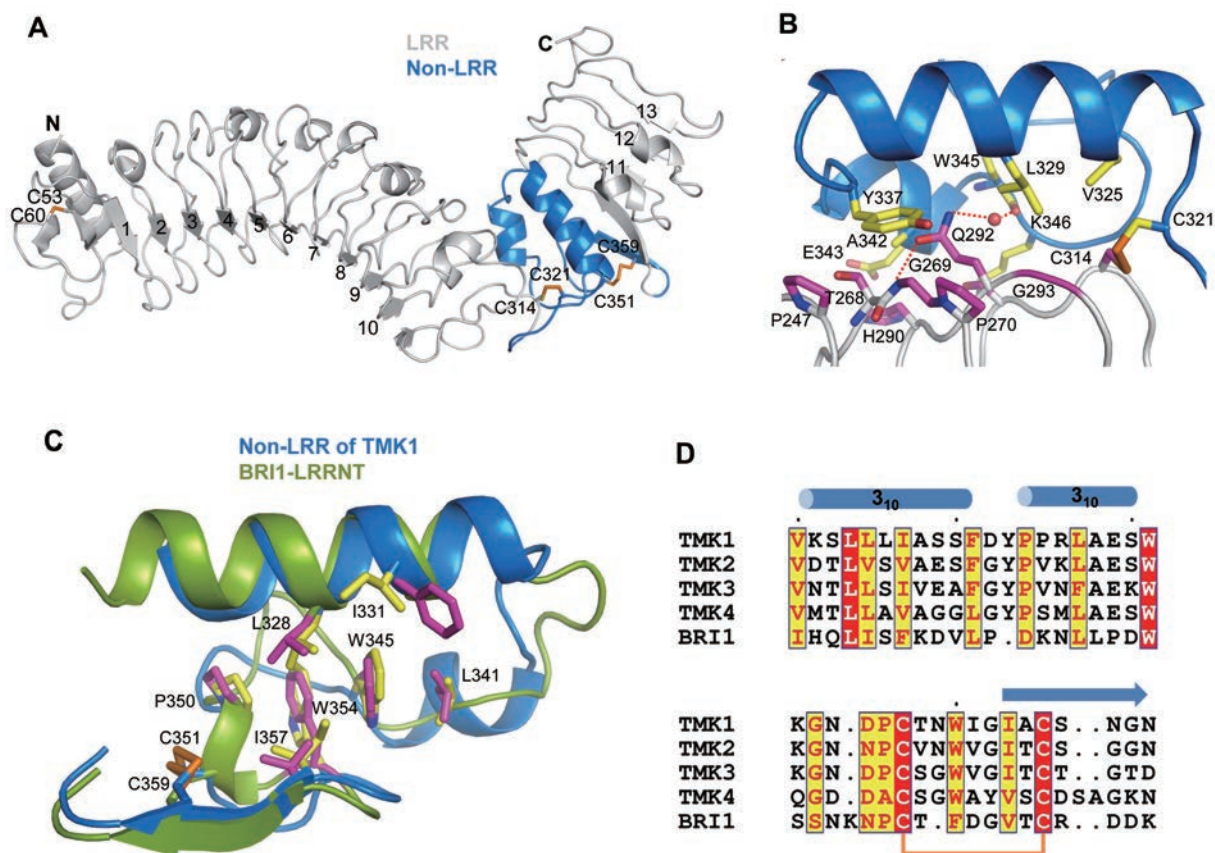 A
LRR
Non-LRR
N
C
C53
C60
1
2
3
4
5
6
7
8
9
10
11
12
13
C359
C321
C314
C351
B
W345
L329
V325
Y337
K346
C321
A342
Q292
E343
C314
G269
T268
G293
P247
P270
H290
C
Non-LRR of TMK1
BRI1-LRRNT
I331
L328
W345
L341
P350
W354
C351
I357
C359
D
3₁₀ 3₁₀
TMK1 VKSLLLIASSFDYPPRLAESW
TMK2 VDTLVSVAESFGYPVKLAESW
TMK3 VNTLLSIVEAFGYPVNFAEKW
TMK4 VMTLLAVAGGLGYPSMLAESW
BRI1 IHQLISFKDVLP.DKNLLPDW
TMK1 KGN.DPCTNWIGIACS..NGN
TMK2 KGN.NPCVNWVGITCS..GGN
TMK3 KGN.DPCSGWVGITCT..GTD
TMK4 QGD.DACSGWAYVSCDSAGKN
BRI1 SSNKNPCT.FDGVTCR..DDK